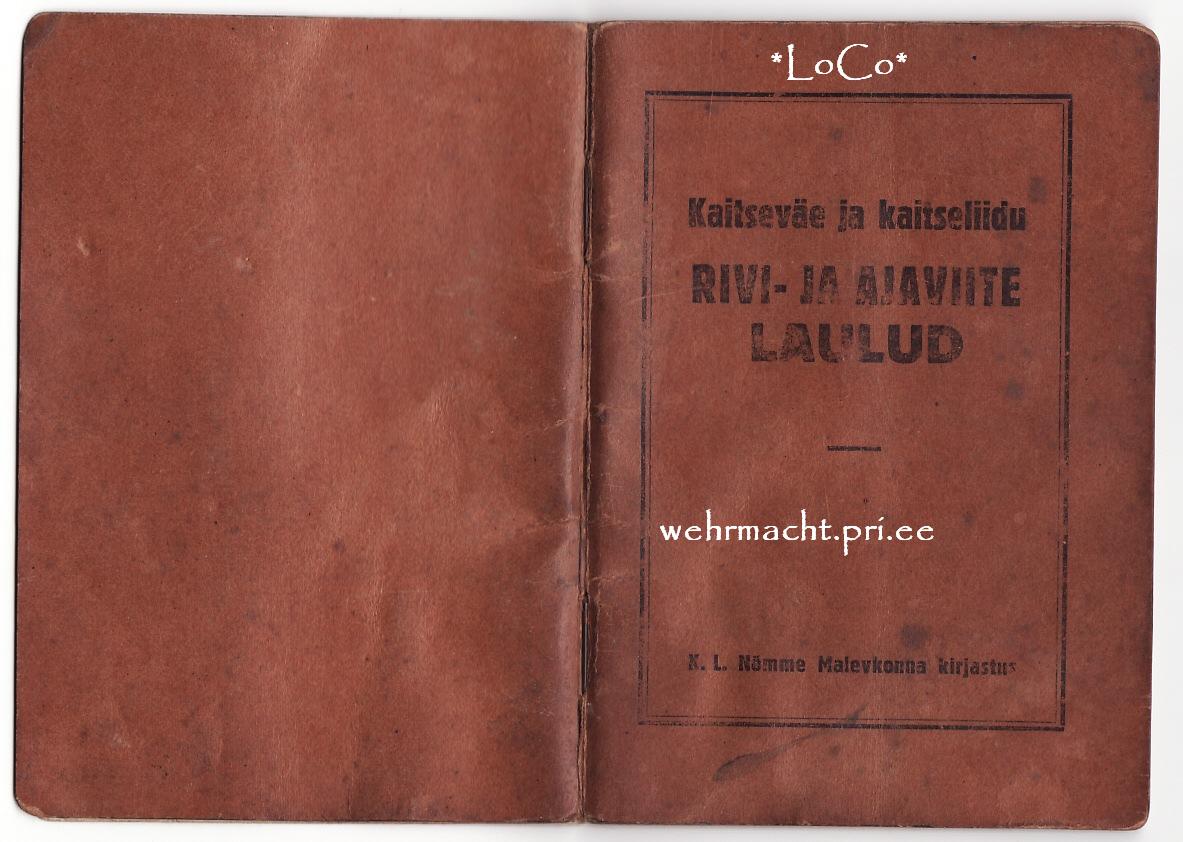 *LoCo*
Kaitseväe ja kaitseliidu
RIVI- JA AJAVIITE
LAULUD
wehrmacht.pri.ee
K. L. Nõmme Malevkonna kirjastus